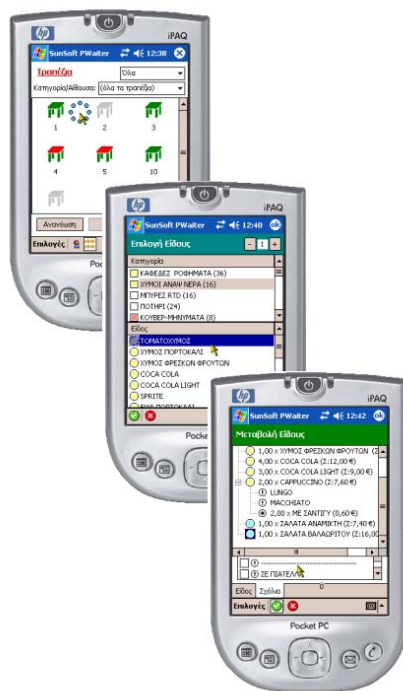 hp
iPAQ
SunSoft PWaiter 12:38
Τραπέζια
Όλα
Κατηγορία/Αίθουσα: (όλα τα τραπέζια)
1 2 3
4 5 10
Ανανέωση
Επιλογές
Pock
hp
iPAQ
SunSoft PWaiter 12:40 ok
Επιλογή Είδους - 1 +
Κατηγορία
ΚΑΦΕΔΕΣ ΡΟΦΗΜΑΤΑ (36)
ΧΥΜΟΙ ΑΝΑΨ ΝΕΡΑ (16)
ΜΠΥΡΕΣ RTD (16)
ΠΟΤΗΡΙ (24)
ΚΟΥΒΕΡ-ΜΗΝΥΜΑΤΑ (8)
Είδος
ΤΟΜΑΤΟΧΥΜΟΣ
ΧΥΜΟΣ ΠΟΡΤΟΚΑΛΙ
ΧΥΜΟΣ ΦΡΕΣΚΩΝ ΦΡΟΥΤΩΝ
COCA COLA
COCA COLA LIGHT
SPRITE
hp
iPAQ
SunSoft PWaiter 12:42 ok
Μεταβολή Είδους
1,00 x ΧΥΜΟΣ ΦΡΕΣΚΩΝ ΦΡΟΥΤΩΝ (Σ
4,00 x COCA COLA (Σ:12,00 €)
3,00 x COCA COLA LIGHT (Σ:9,00 €)
2,00 x CAPPUCCINO (Σ:7,60 €)
LUNGO
MACCHIATO
2,00 x ΜΕ ΣΑΝΤΙΓΥ (0,60 €)
1,00 x ΣΑΛΑΤΑ ΑΝΑΜΙΚΤΗ (Σ:7,40 €)
1,00 x ΣΑΛΑΤΑ ΒΑΛΑΩΡΙΤΟΥ (Σ:16,00
ΣΕ ΠΙΑΤΕΛΑ
Είδος Σχόλια
Επιλογές
Pocket PC